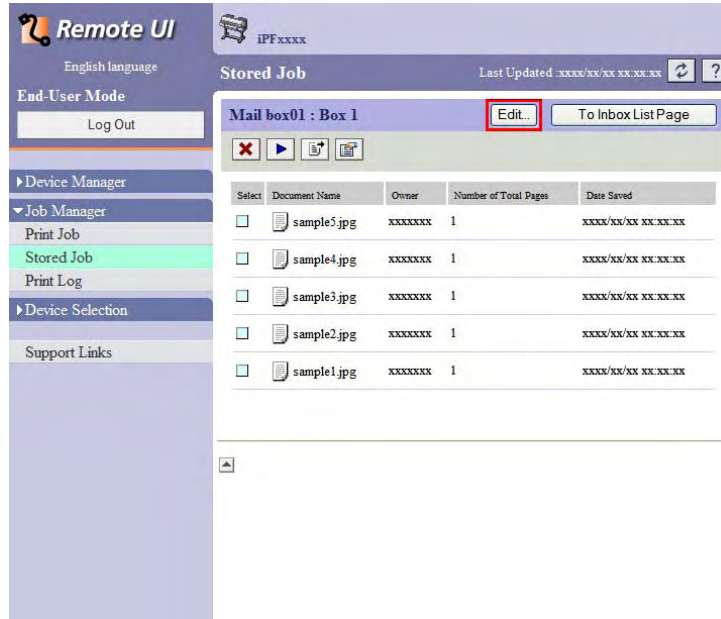 Remote UI
English language
End-User Mode
Log Out
Device Manager
Job Manager
Print Job
Stored Job
Print Log
Device Selection
Support Links
iPFxxxx
Stored Job Last Updated :xxxx/xx/xx xx:xx:xx ?
Mail box01 : Box 1 Edit.. To Inbox List Page
Select Document Name Owner Number of Total Pages Date Saved
sample5.jpg xxxxxxx 1 xxxx/xx/xx xx:xx:xx
sample4.jpg xxxxxxx 1 xxxx/xx/xx xx:xx:xx
sample3.jpg xxxxxxx 1 xxxx/xx/xx xx:xx:xx
sample2.jpg xxxxxxx 1 xxxx/xx/xx xx:xx:xx
sample1.jpg xxxxxxx 1 xxxx/xx/xx xx:xx:xx